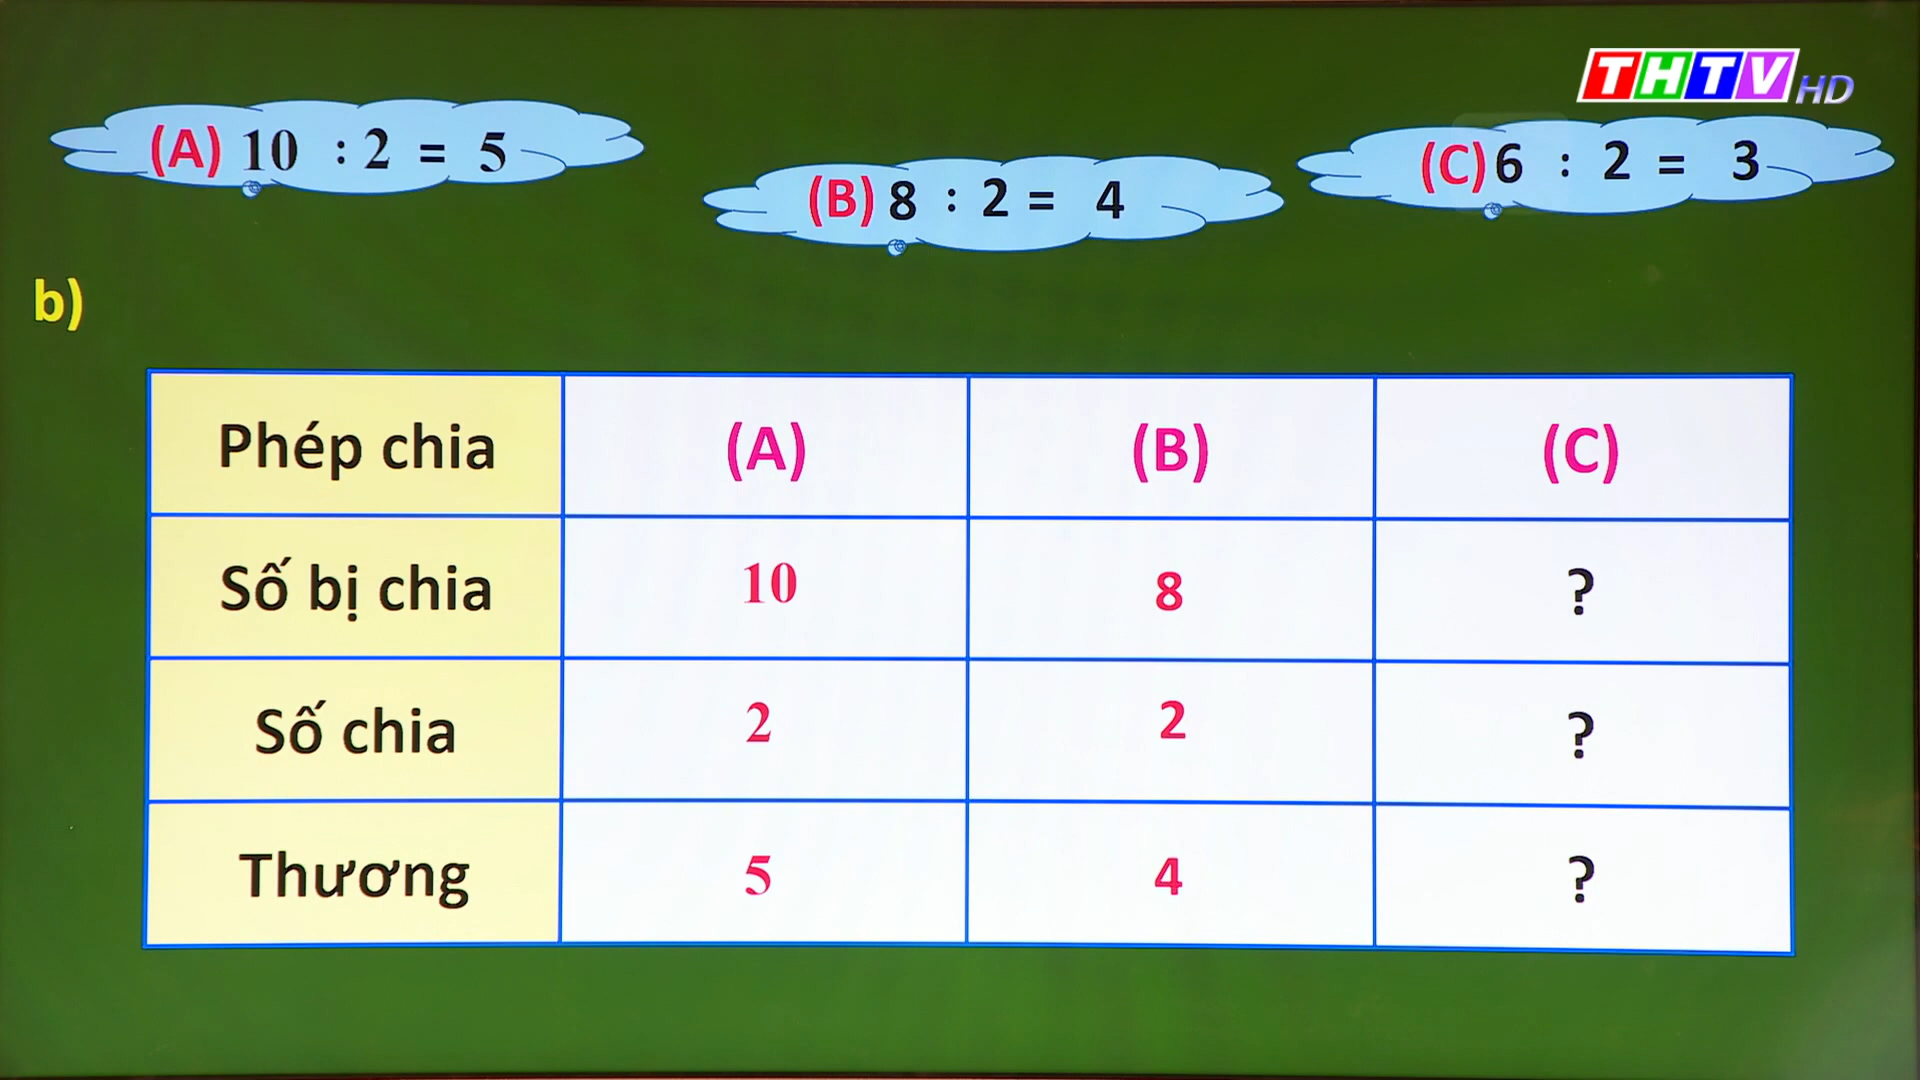 THTV HD
(A) 10 : 2 = 5
(B) 8 : 2 = 4
(C) 6 : 2 = 3
b)
Phép chia (A) (B) (C)
Số bị chia 10 8 ?
Số chia 2 2 ?
Thương 5 4 ?